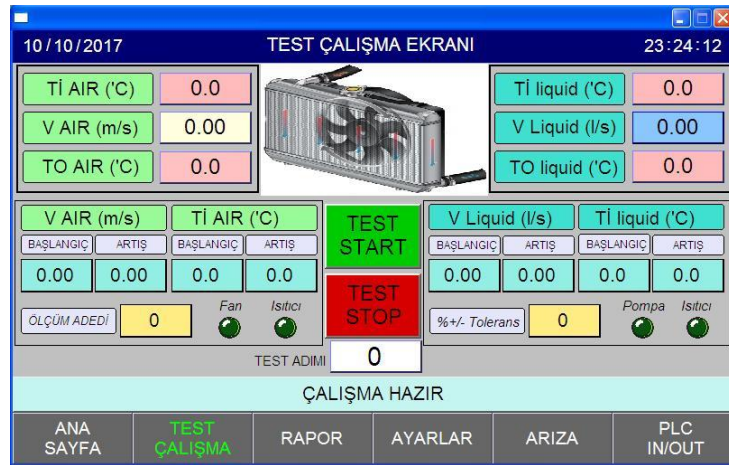 10/10/2017 TEST ÇALIŞMA EKRANI 23:24:12
Tİ AIR ('C) 0.0
V AIR (m/s) 0.00
TO AIR ('C) 0.0
Tİ liquid ('C) 0.0
V Liquid (l/s) 0.00
TO liquid ('C) 0.0
V AIR (m/s) Tİ AIR ('C)
BAŞLANGIÇ ARTIŞ BAŞLANGIÇ ARTIŞ
0.00 0.00 0.0 0.0
ÖLÇÜM ADEDİ 0 Fan Isıtıcı
TEST
START
TEST
STOP
V Liquid (l/s) Tİ liquid ('C)
BAŞLANGIÇ ARTIŞ BAŞLANGIÇ ARTIŞ
0.00 0.00 0.0 0.0
%+/- Tolerans 0 Pompa Isıtıcı
TEST ADIMI 0
ÇALIŞMA HAZIR
ANA
SAYFA
TEST
ÇALIŞMA
RAPOR
AYARLAR
ARIZA
PLC
IN/OUT